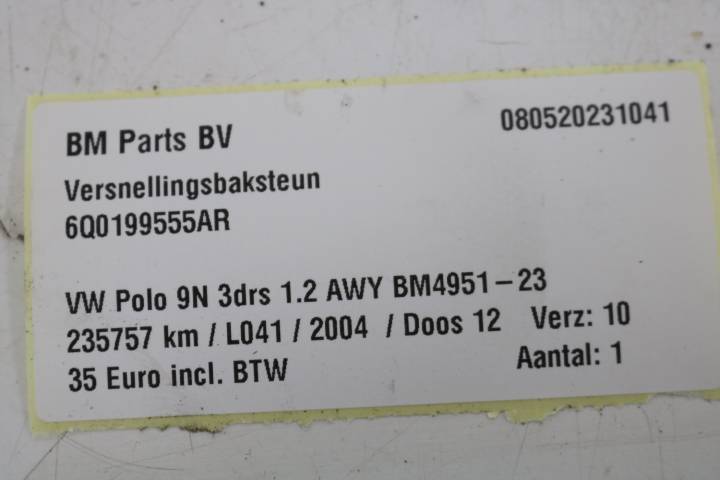 BM Parts BV 080520231041
Versnellingsbaksteun
6Q0199555AR
VW Polo 9N 3drs 1.2 AWY BM4951-23
235757 km / L041 / 2004 / Doos 12 Verz: 10
35 Euro incl. BTW Aantal: 1